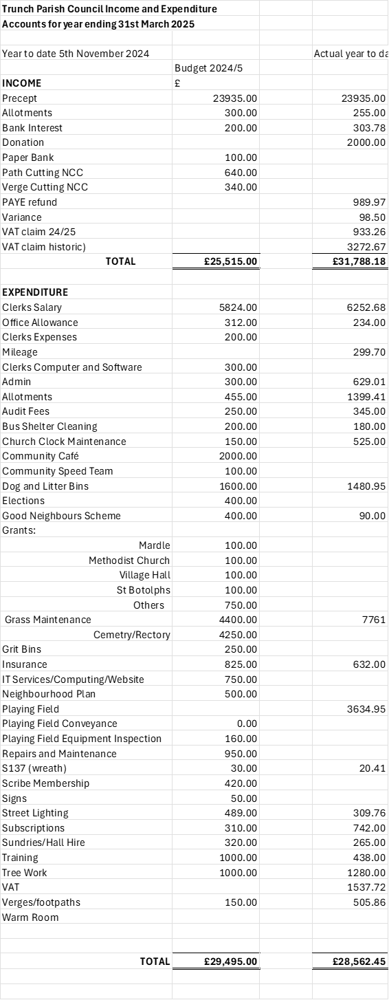 Trunch Parish Council Income and Expenditure
Accounts for year ending 31st March 2025
Year to date 5th November 2024 Actual year to da
Budget 2024/5
INCOME £
Precept 23935.00 23935.00
Allotments 300.00 255.00
Bank Interest 200.00 303.78
Donation 2000.00
Paper Bank 100.00
Path Cutting NCC 640.00
Verge Cutting NCC 340.00
PAYE refund 989.97
Variance 98.50
VAT claim 24/25 933.26
VAT claim historic) 3272.67
TOTAL £25,515.00 £31,788.18
EXPENDITURE
Clerks Salary 5824.00 6252.68
Office Allowance 312.00 234.00
Clerks Expenses 200.00
Mileage 299.70
Clerks Computer and Software 300.00
Admin 300.00 629.01
Allotments 455.00 1399.41
Audit Fees 250.00 345.00
Bus Shelter Cleaning 200.00 180.00
Church Clock Maintenance 150.00 525.00
Community Café 2000.00
Community Speed Team 100.00
Dog and Litter Bins 1600.00 1480.95
Elections 400.00
Good Neighbours Scheme 400.00 90.00
Grants:
Mardle 100.00
Methodist Church 100.00
Village Hall 100.00
St Botolphs 100.00
Others 750.00
Grass Maintenance 4400.00 7761
Cemetry/Rectory 4250.00
Grit Bins 250.00
Insurance 825.00 632.00
IT Services/Computing/Website 750.00
Neighbourhood Plan 500.00
Playing Field 3634.95
Playing Field Conveyance 0.00
Playing Field Equipment Inspection 160.00
Repairs and Maintenance 950.00
S137 (wreath) 30.00 20.41
Scribe Membership 420.00
Signs 50.00
Street Lighting 489.00 309.76
Subscriptions 310.00 742.00
Sundries/Hall Hire 320.00 265.00
Training 1000.00 438.00
Tree Work 1000.00 1280.00
VAT 1537.72
Verges/footpaths 150.00 505.86
Warm Room
TOTAL £29,495.00 £28,562.45